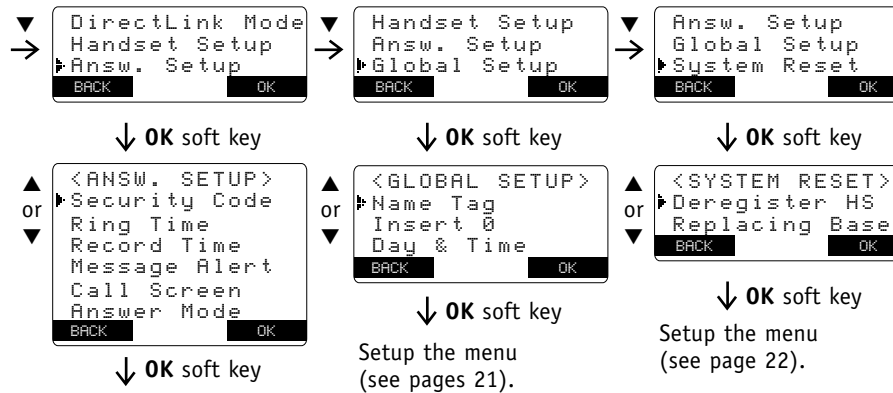 DirectLink Mode
Handset Setup
Answ. Setup
BACK OK
OK soft key
<ANSW. SETUP>
Security Code
or
Ring Time
Record Time
Message Alert
Call Screen
Answer Mode
BACK OK
OK soft key
Handset Setup
Answ. Setup
Global Setup
BACK OK
OK soft key
<GLOBAL SETUP>
Name Tag
or
Insert 0
Day & Time
BACK OK
OK soft key
Setup the menu
(see pages 21).
Answ. Setup
Global Setup
System Reset
BACK OK
OK soft key
<SYSTEM RESET>
Deregister HS
or
Replacing Base
BACK OK
OK soft key
Setup the menu
(see page 22).